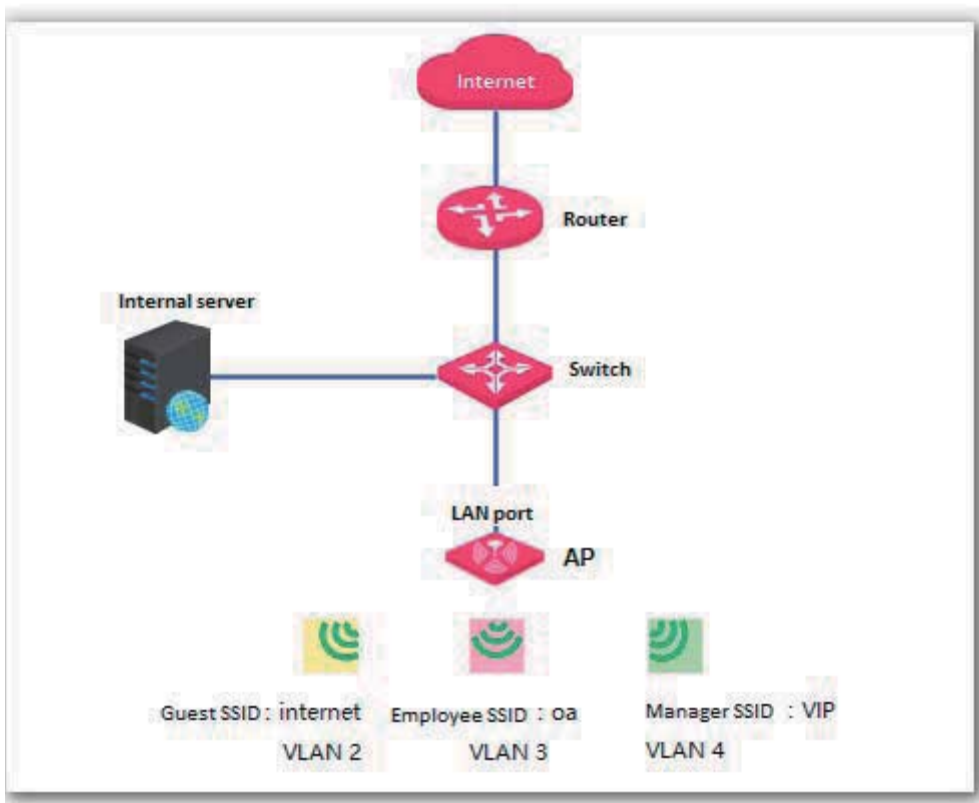 Internet
Router
Internal server
Switch
LAN port
AP
Guest SSID: internet
VLAN 2
Employee SSID : oa
VLAN 3
Manager SSID : VIP
VLAN 4